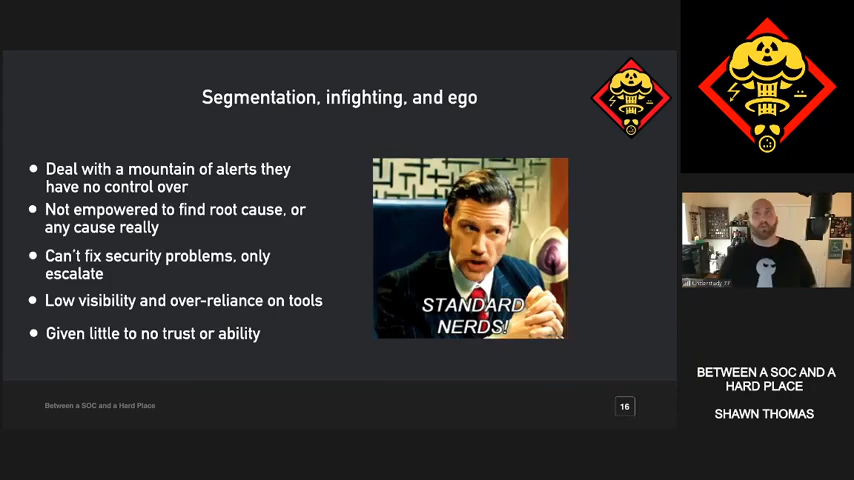 Segmentation, infighting, and ego
Deal with a mountain of alerts they
have no control over
Not empowered to find root cause, or
any cause really
Can't fix security problems, only
escalate
Low visibility and over-reliance on tools
Given little to no trust or ability
STANDARD
NERDS!
Between a SOC and a Hard Place
16
Understudy 77
BETWEEN A SOC AND A
HARD PLACE
SHAWN THOMAS